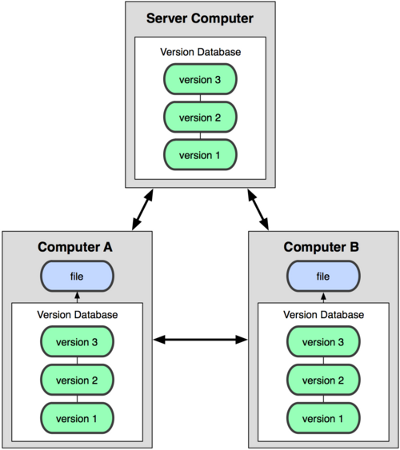 Server Computer
Version Database
version 3
version 2
version 1
Computer A
file
Version Database
version 3
version 2
version 1
Computer B
file
Version Database
version 3
version 2
version 1